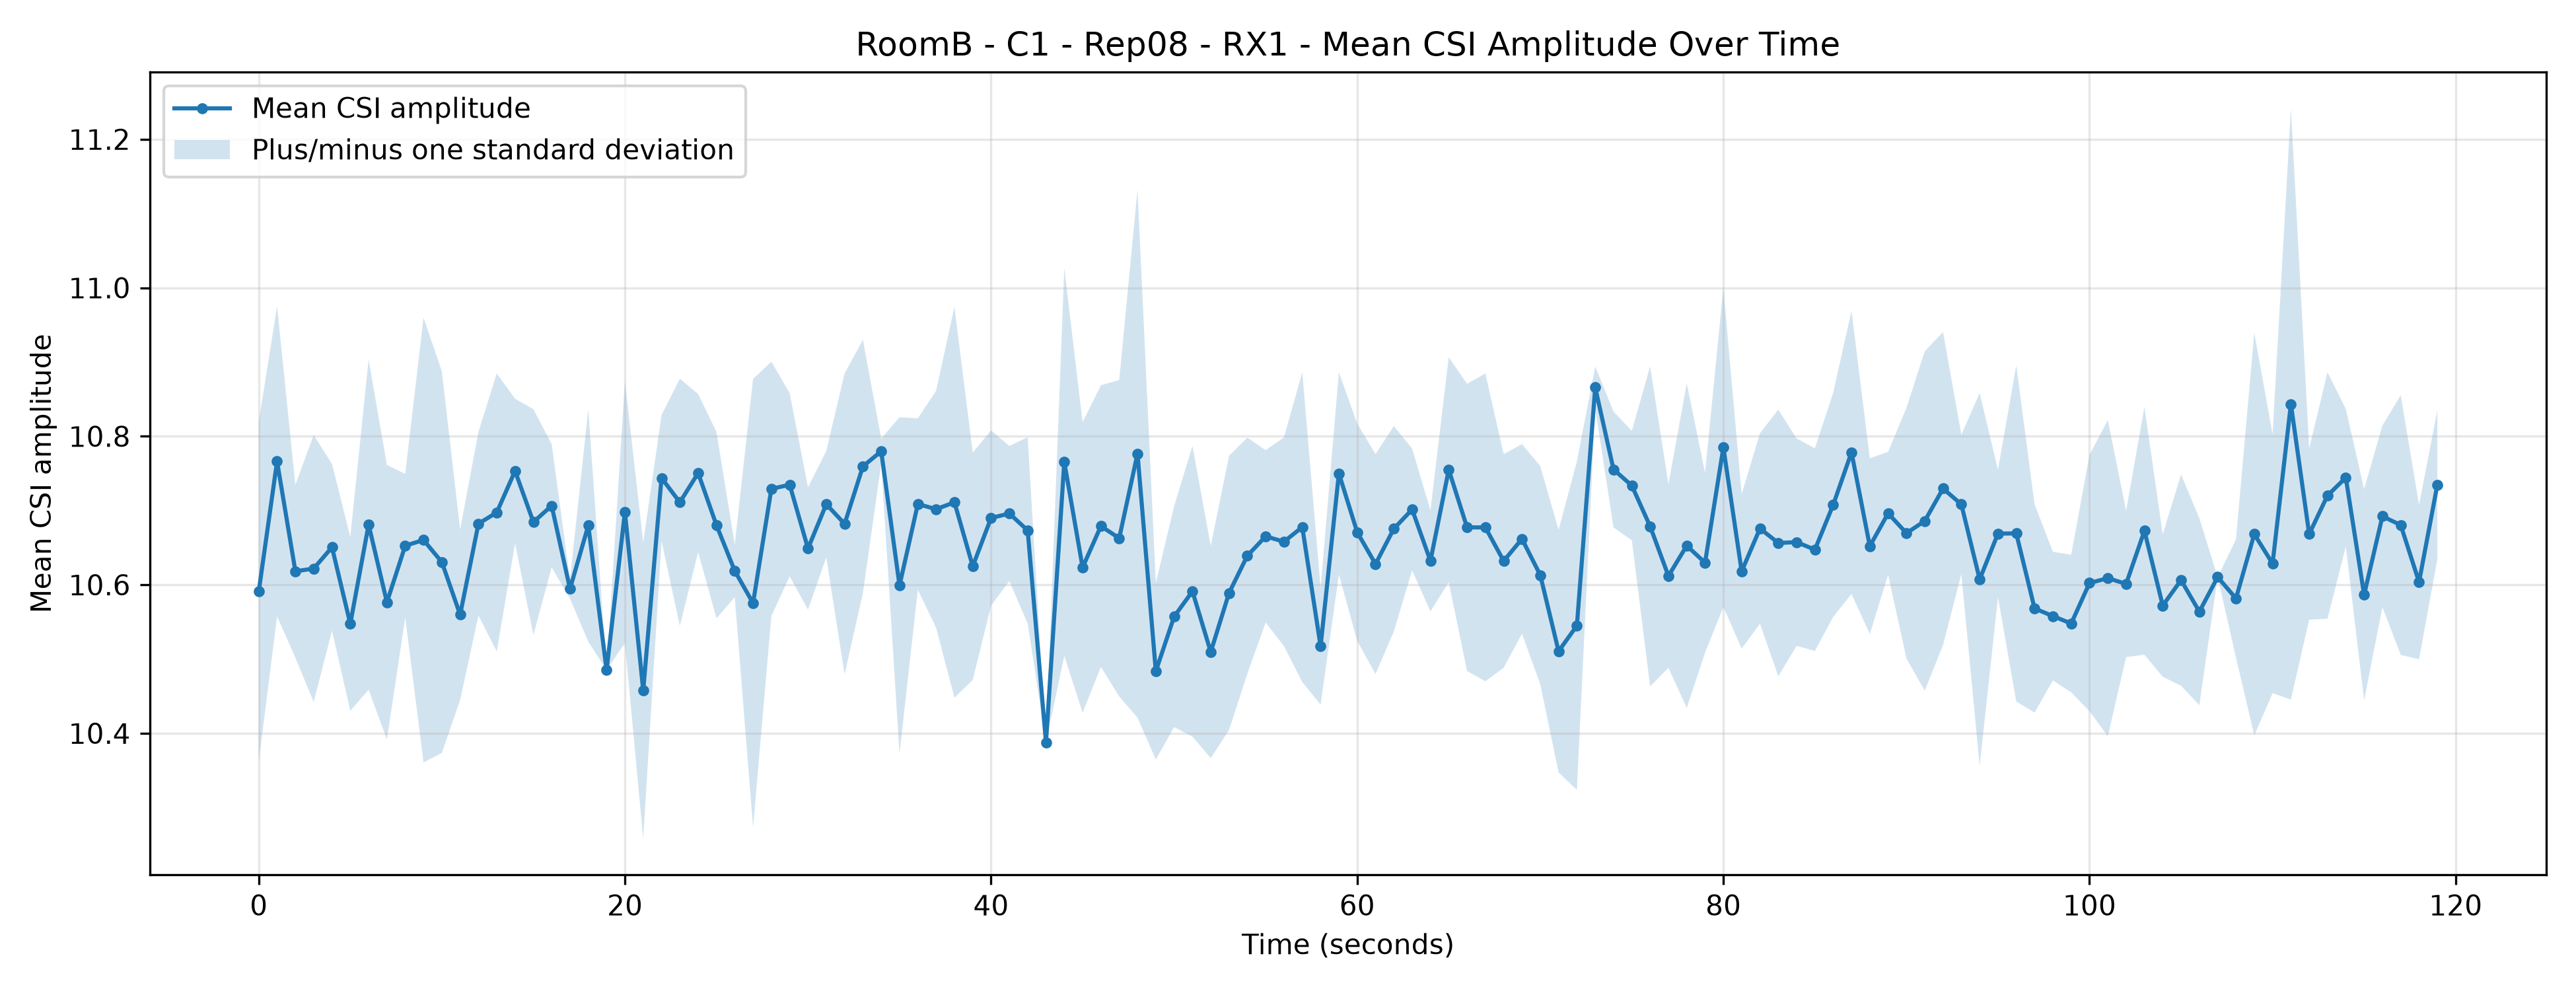 RoomB - C1 - Rep08 - RX1 - Mean CSI Amplitude Over Time
Mean CSI amplitude
Plus/minus one standard deviation
Mean CSI amplitude
11.2
11.0
10.8
10.6
10.4
0 20 40 60 80 100 120
Time (seconds)